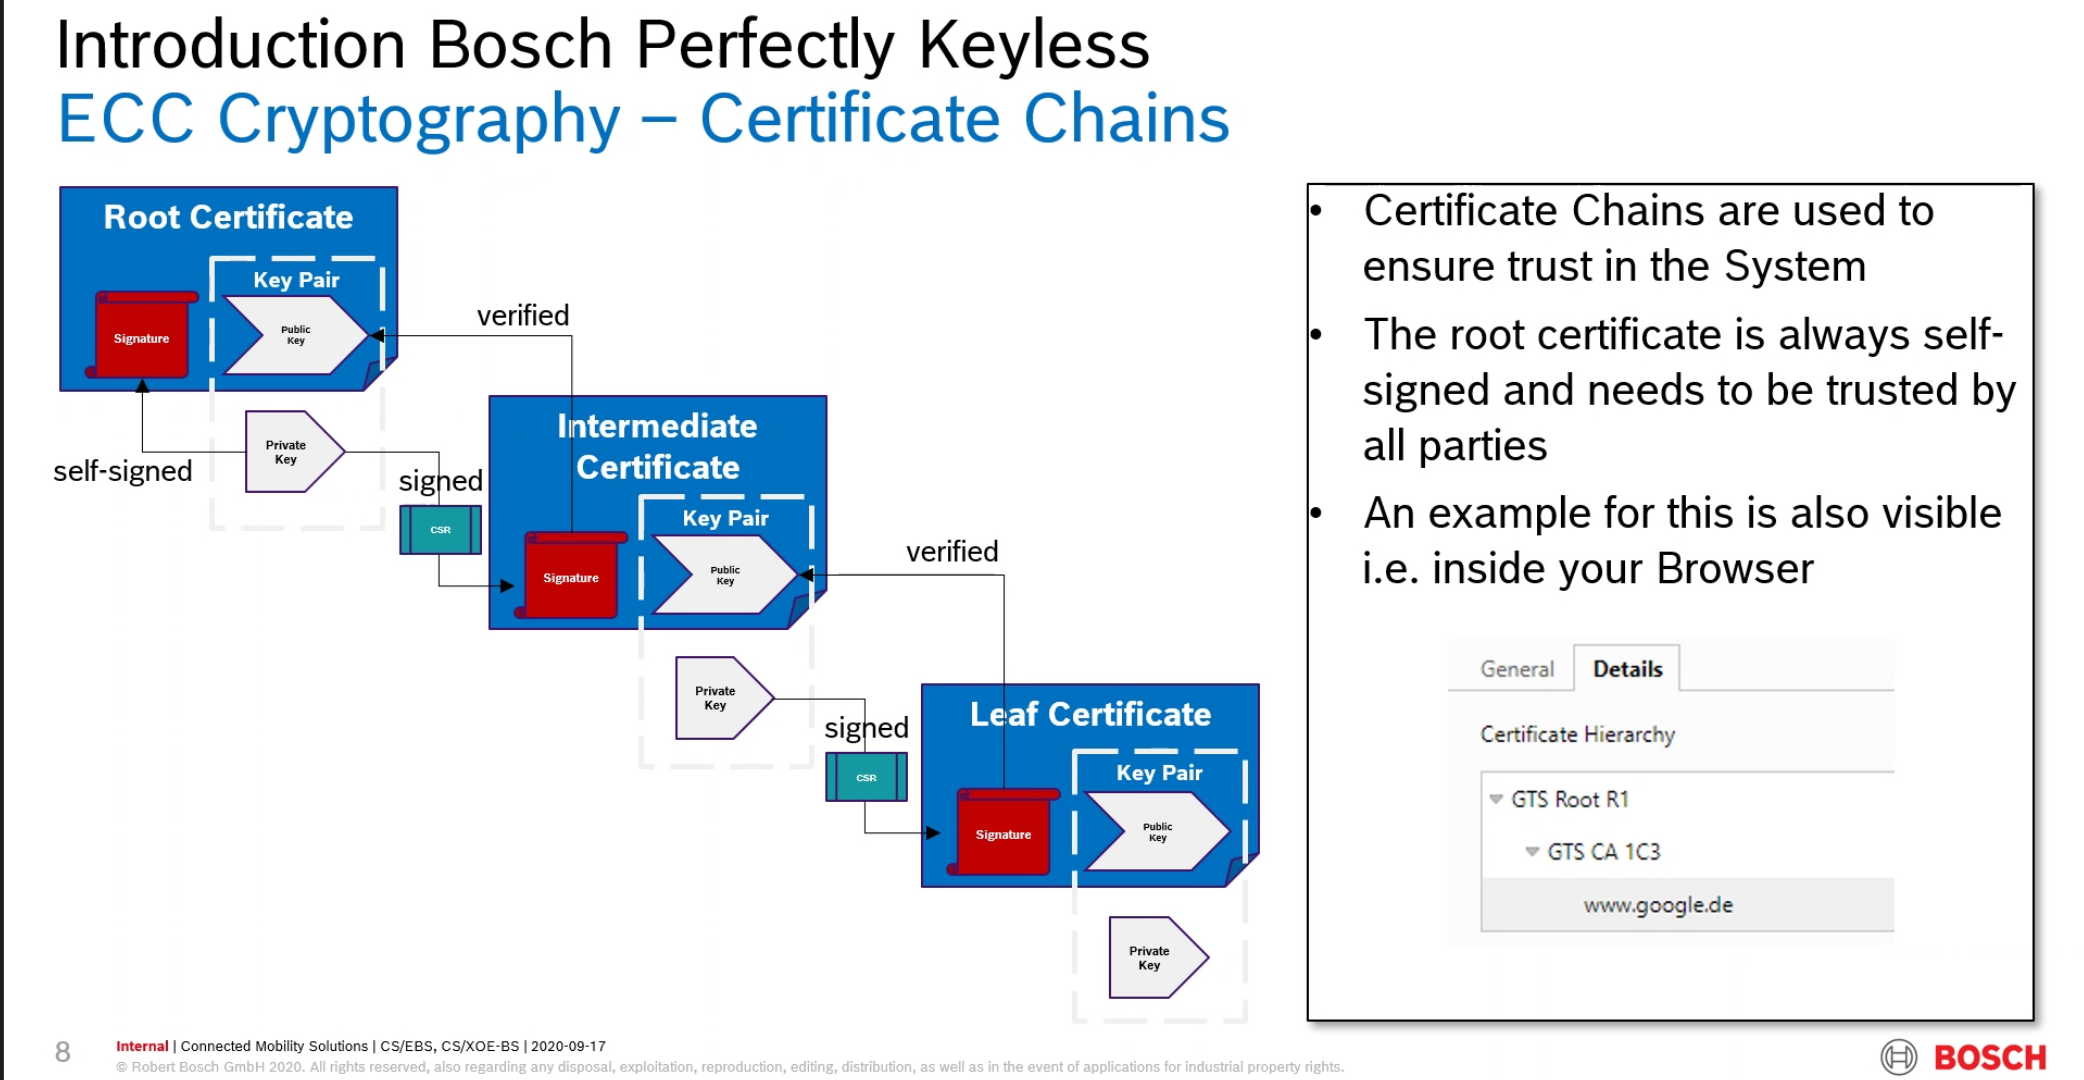 Introduction Bosch Perfectly Keyless
ECC Cryptography – Certificate Chains
Root Certificate
Key Pair
Signature
Public
Key
verified
Private
Key
self-signed
signed
CSR
Intermediate
Certificate
Key Pair
Signature
Public
Key
verified
Private
Key
signed
CSR
Leaf Certificate
Key Pair
Signature
Public
Key
Private
Key
• Certificate Chains are used to
ensure trust in the System
• The root certificate is always self-
signed and needs to be trusted by
all parties
• An example for this is also visible
i.e. inside your Browser
General Details
Certificate Hierarchy
GTS Root R1
GTS CA 1C3
www.google.de
8
Internal | Connected Mobility Solutions | CS/EBS, CS/XOE-BS | 2020-09-17
© Robert Bosch GmbH 2020. All rights reserved, also regarding any disposal, exploitation, reproduction, editing, distribution, as well as in the event of applications for industrial property rights.
BOSCH